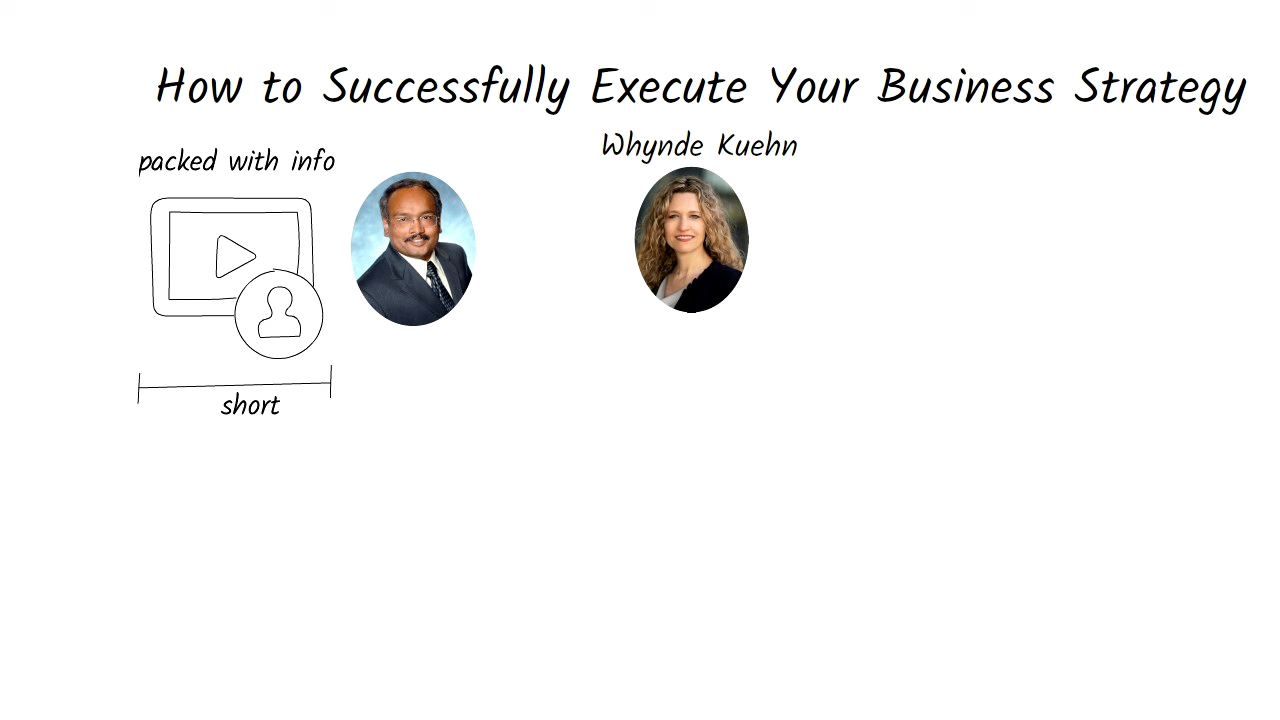 How to Successfully Execute Your Business Strategy
Whynde Kuehn
packed with info
short